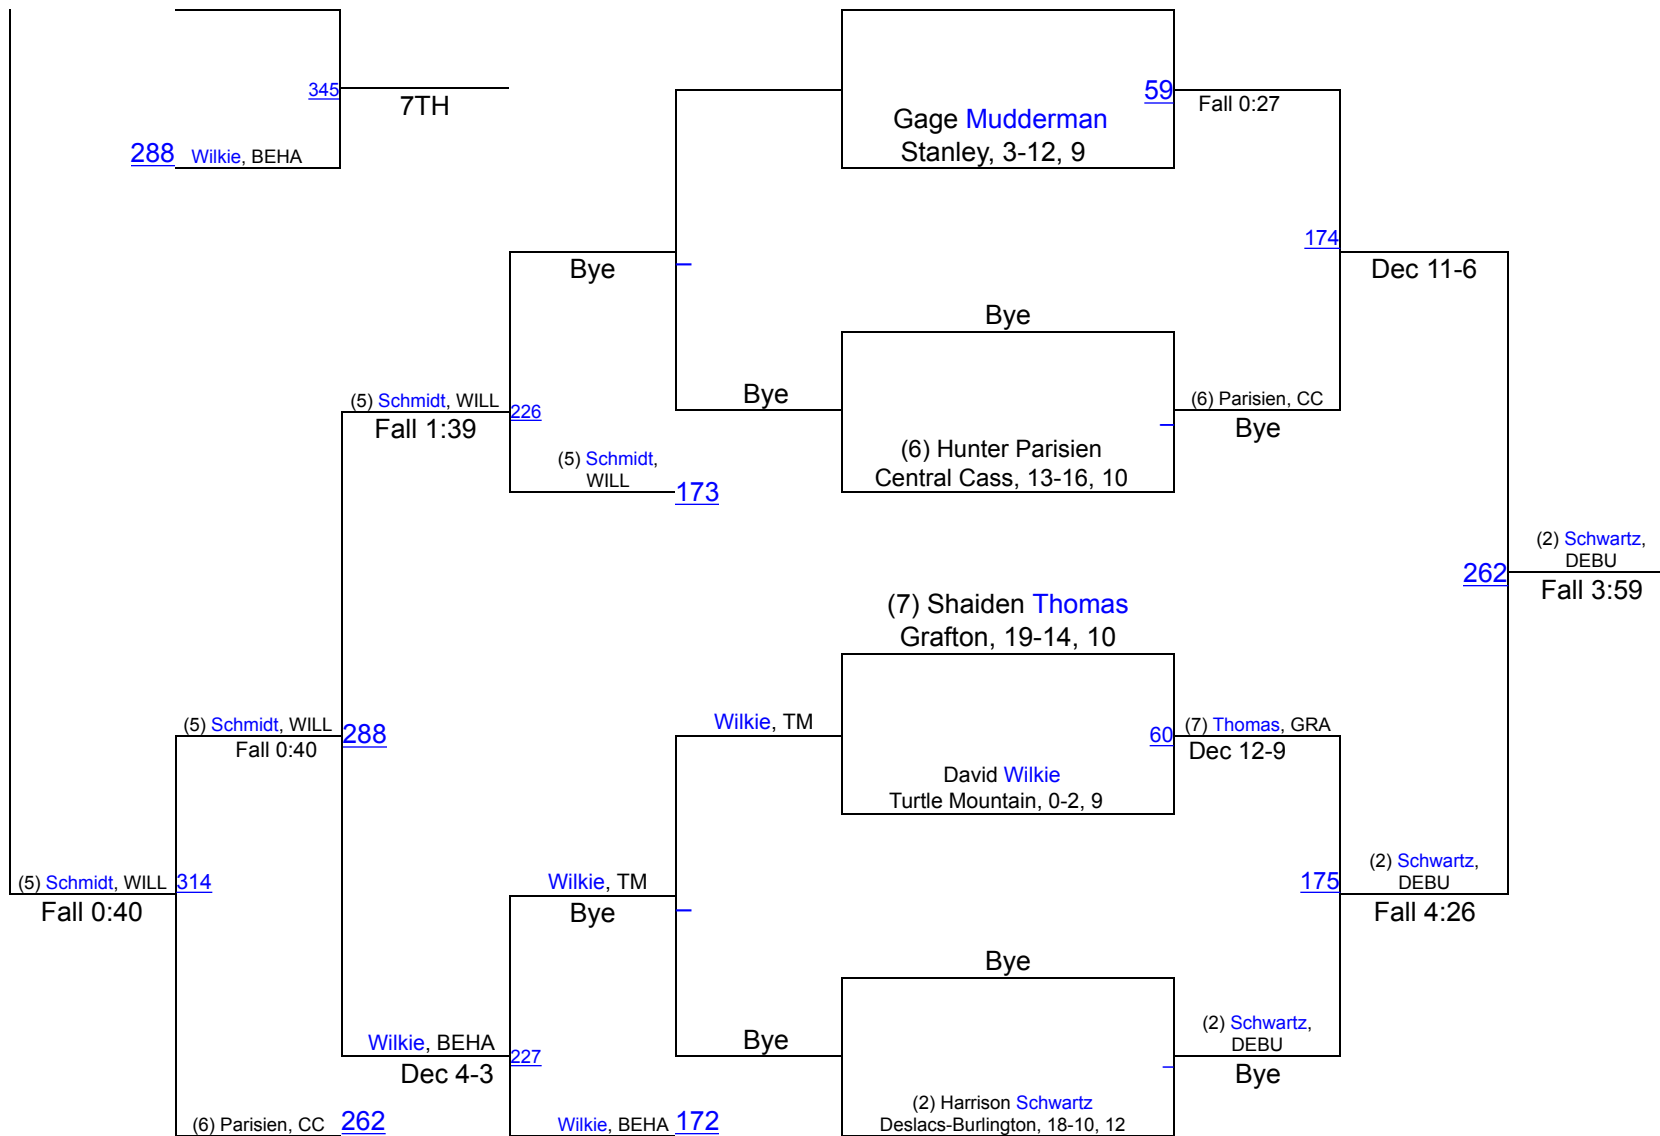 345
7TH
288 Wilkie, BEHA
59
Fall 0:27
Gage Mudderman
Stanley, 3-12, 9
174
Dec 11-6
Bye
Bye
Bye
(5) Schmidt, WILL
226
Fall 1:39
(6) Parisien, CC
Bye
(6) Hunter Parisien
Central Cass, 13-16, 10
(5) Schmidt,
WILL
173
(2) Schwartz,
DEBU
262
Fall 3:59
(7) Shaiden Thomas
Grafton, 19-14, 10
(5) Schmidt, WILL
288
Fall 0:40
Wilkie, TM
60
(7) Thomas, GRA
Dec 12-9
David Wilkie
Turtle Mountain, 0-2, 9
(5) Schmidt, WILL
314
Fall 0:40
Wilkie, TM
Bye
175
(2) Schwartz,
DEBU
Fall 4:26
Bye
Wilkie, BEHA
227
Dec 4-3
Bye
(2) Schwartz,
DEBU
Bye
(2) Harrison Schwartz
Deslacs-Burlington, 18-10, 12
(6) Parisien, CC 262
Wilkie, BEHA 172